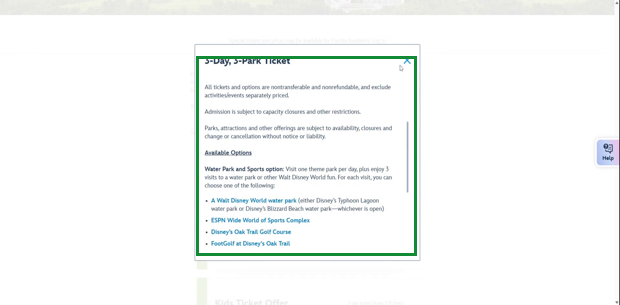 3-Day, 3-Park Ticket
All tickets and options are nontransferable and nonrefundable, and exclude
activities/events separately priced.
Admission is subject to capacity closures and other restrictions.
Parks, attractions and other offerings are subject to availability, closures and
change or cancellation without notice or liability.
Available Options
Water Park and Sports option: Visit one theme park per day, plus enjoy 3
visits to a water park or other Walt Disney World fun. For each visit, you can
choose one of the following:
• A Walt Disney World water park (either Disney's Typhoon Lagoon
water park or Disney's Blizzard Beach water park—whichever is open)
• ESPN Wide World of Sports Complex
• Disney's Oak Trail Golf Course
• FootGolf at Disney's Oak Trail
Help
Kids Ticket Offer